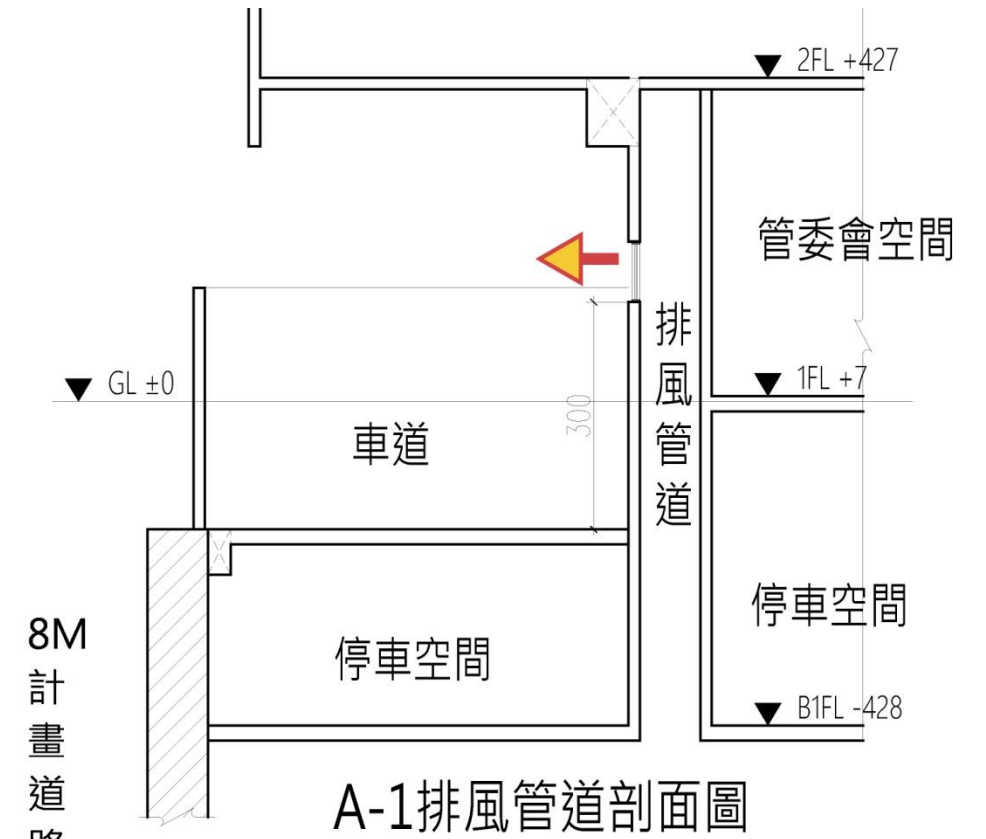 2FL +427
管委會空間
排風管道
GL ±0
1FL +7
300
車道
停車空間
停車空間
8M
計畫道
B1FL -428
A-1排風管道剖面圖